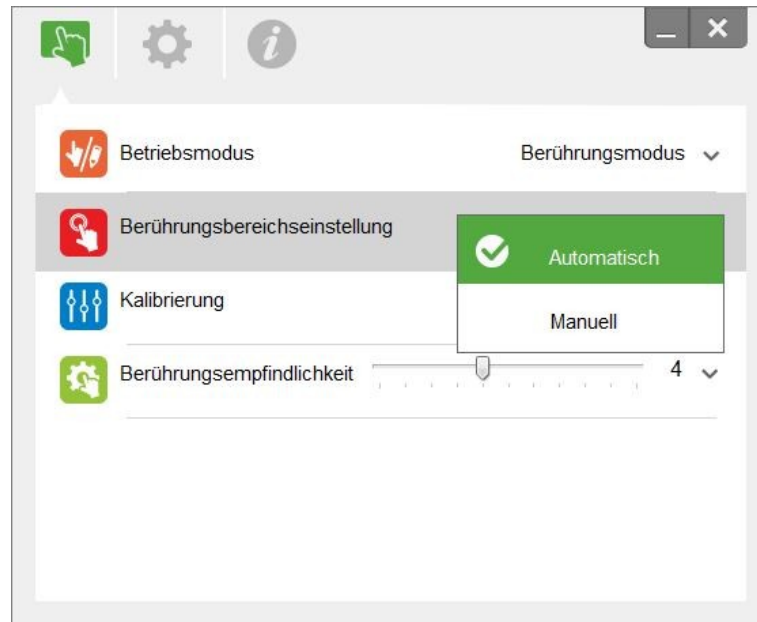 Betriebsmodus Berührungsmodus
Berührungsbereichseinstellung
Automatisch
Kalibrierung
Manuell
Berührungsempfindlichkeit 4